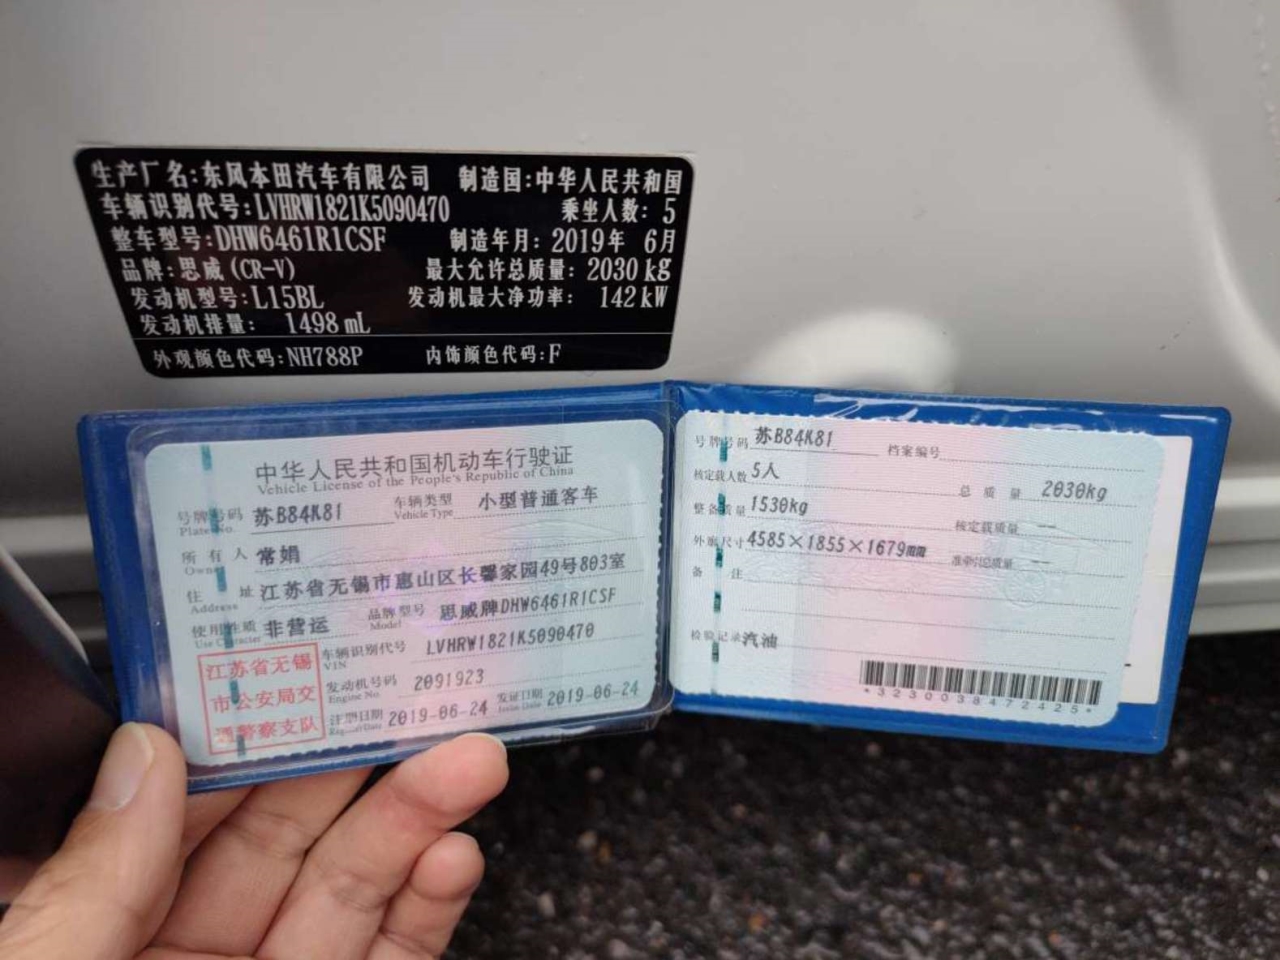 生产厂名:东风本田汽车有限公司 制造国:中华人民共和国
车辆识别代号:LVHRW1821K5090470 乘坐人数: 5
整车型号:DHW6461R1CSF 制造年月: 2019年 6月
品牌:思威(CR-V) 最大允许总质量: 2030 kg
发动机型号:L15BL 发动机最大净功率: 142 kW
发动机排量: 1498 mL
外观颜色代码:NH788P 内饰颜色代码:F
中华人民共和国机动车行驶证
Vehicle License of the People's Republic of China
号牌号码 苏B84K81 车辆类型 小型普通客车
Plate No. Vehicle Type
所有人 常娟
Owner
住址 江苏省无锡市惠山区长馨家园49号803室
Address
使用性质 非营运 品牌型号 思威牌DHW6461R1CSF
Use Character Model
江苏省无锡
市公安局交
通警察支队
车辆识别代号 LVHRW1821K5090470
VIN
发动机号码 2091923
Engine No.
注册日期 2019-06-24 发证日期 2019-06-24
Register Date Issue Date
号牌号码 苏B84K81 档案编号
核定载人数 5人 总质量 2030kg
整备质量 1530kg 核定载质量 --
外廓尺寸 4585×1855×1679mm 准牵引总质量 --
备注
检验记录 汽油
*3230038472425*